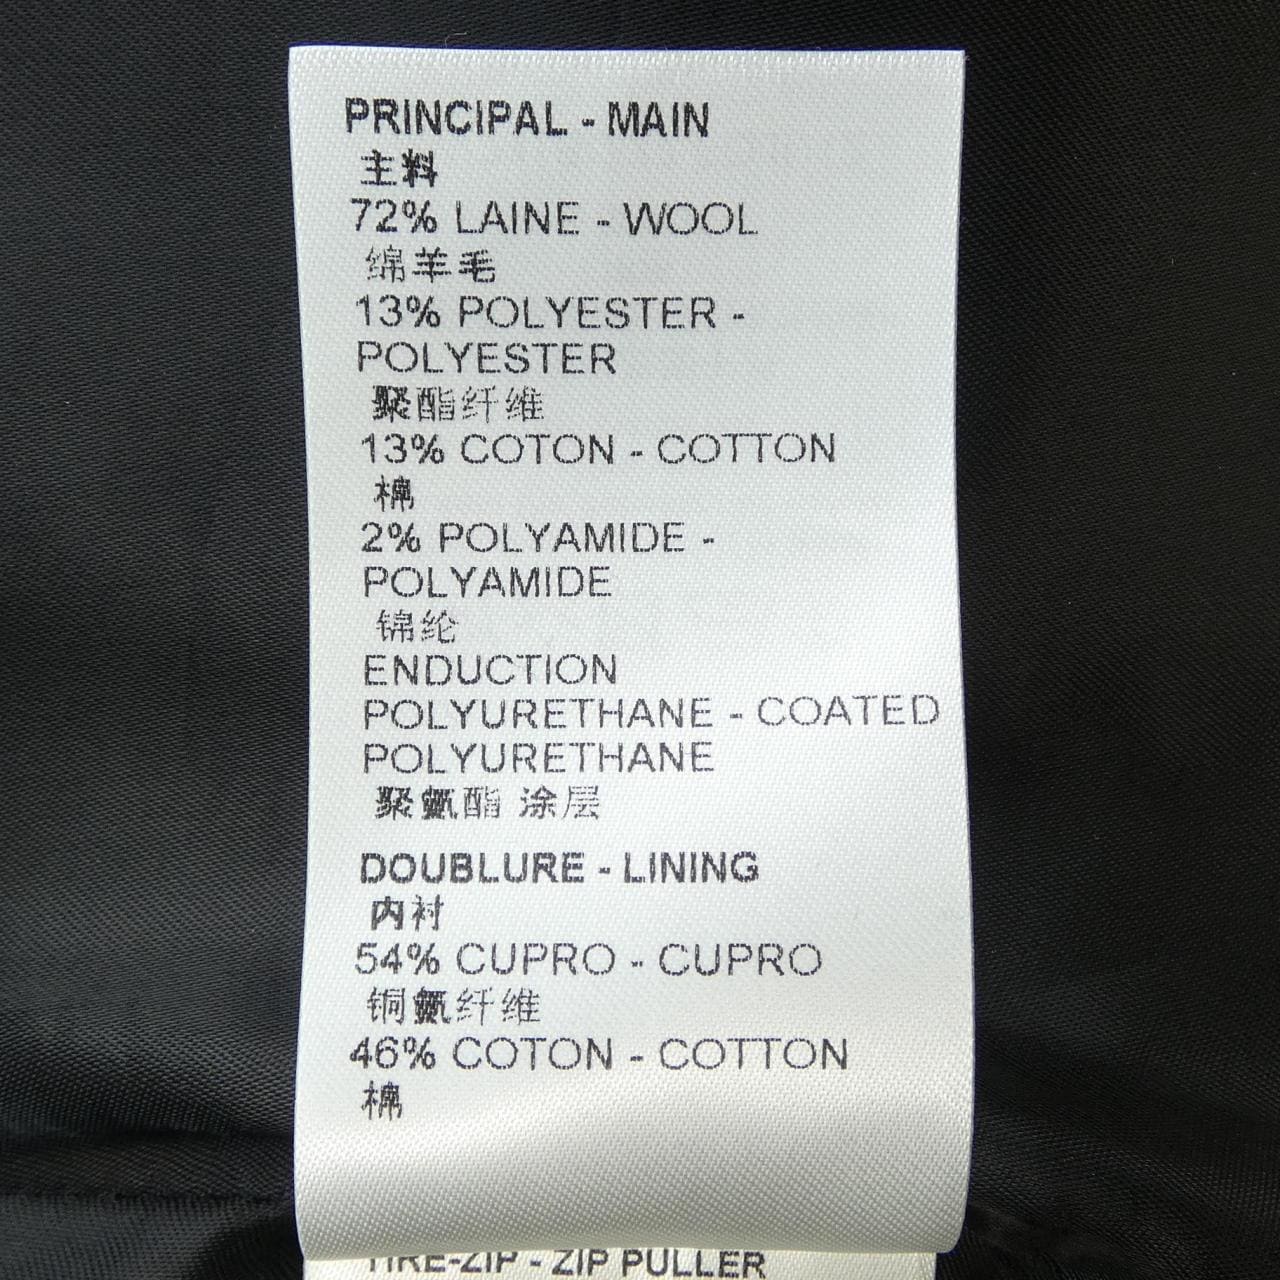 PRINCIPAL - MAIN
主料
72% LAINE - WOOL
绵羊毛
13% POLYESTER -
POLYESTER
聚酯纤维
13% COTON - COTTON
棉
2% POLYAMIDE -
POLYAMIDE
锦纶
ENDUCTION
POLYURETHANE - COATED
POLYURETHANE
聚氨酯 涂层
DOUBLURE - LINING
内衬
54% CUPRO - CUPRO
铜氨纤维
46% COTON - COTTON
棉
TIRE-ZIP - ZIP PULLER